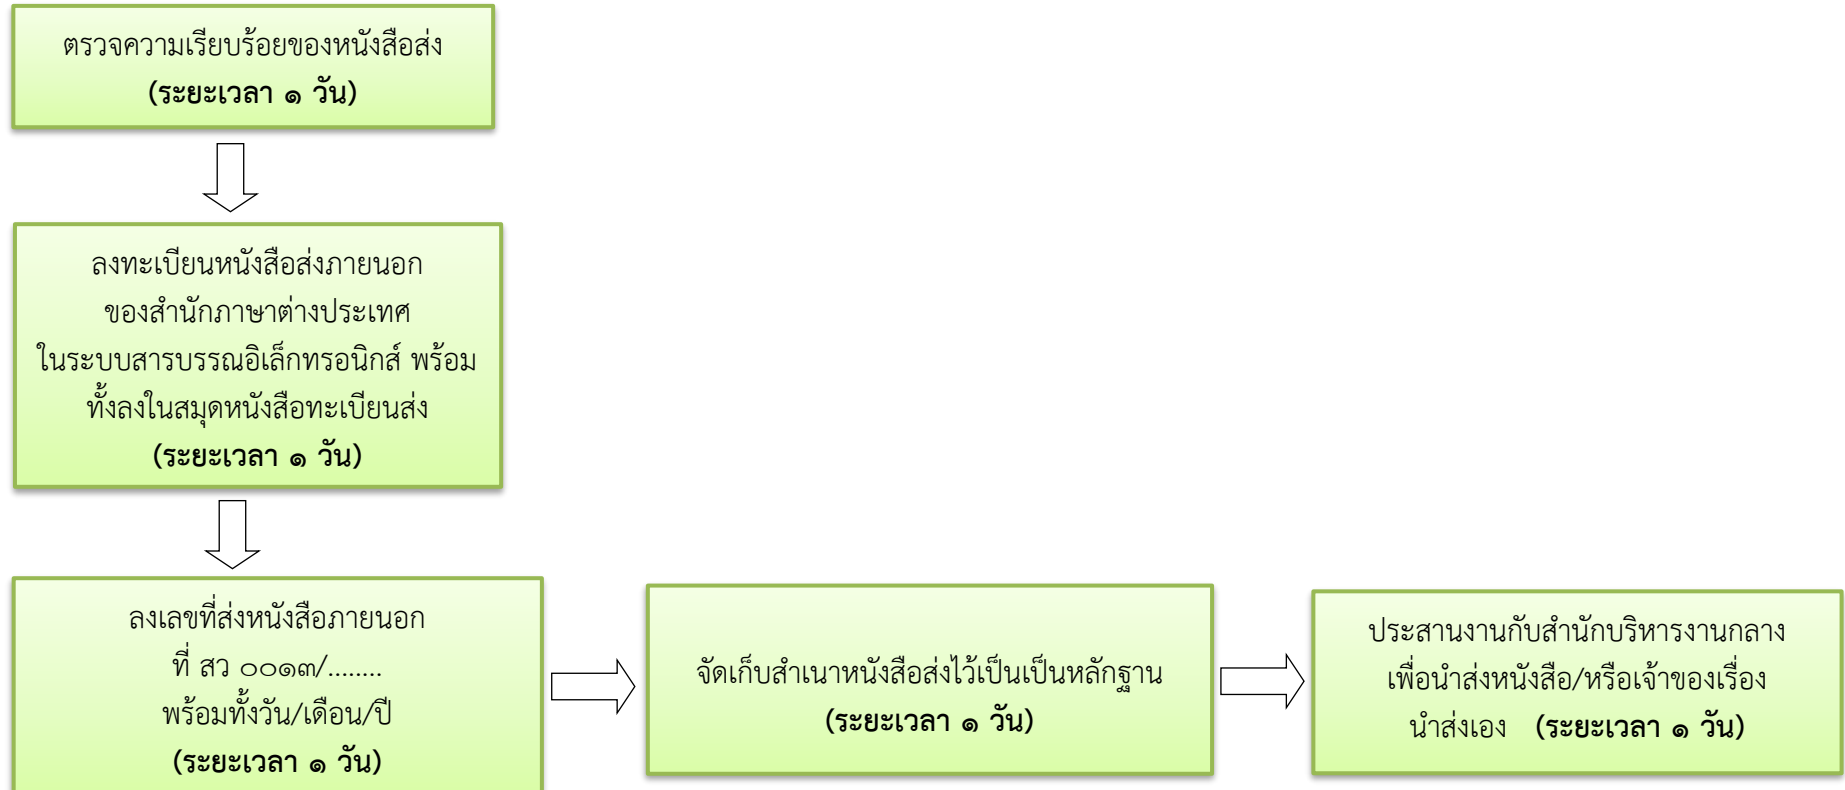 ตรวจความเรียบร้อยของหนังสือส่ง
(ระยะเวลา ๑ วัน)
ลงทะเบียนหนังสือส่งภายนอก
ของสำนักภาษาต่างประเทศ
ในระบบสารบรรณอิเล็กทรอนิกส์ พร้อม
ทั้งลงในสมุดหนังสือทะเบียนส่ง
(ระยะเวลา ๑ วัน)
ลงเลขที่ส่งหนังสือภายนอก
ที่ สว ๐๐๑๓/........
พร้อมทั้งวัน/เดือน/ปี
(ระยะเวลา ๑ วัน)
จัดเก็บสำเนาหนังสือส่งไว้เป็นเป็นหลักฐาน
(ระยะเวลา ๑ วัน)
ประสานงานกับสำนักบริหารงานกลาง
เพื่อนำส่งหนังสือ/หรือเจ้าของเรื่อง
นำส่งเอง (ระยะเวลา ๑ วัน)